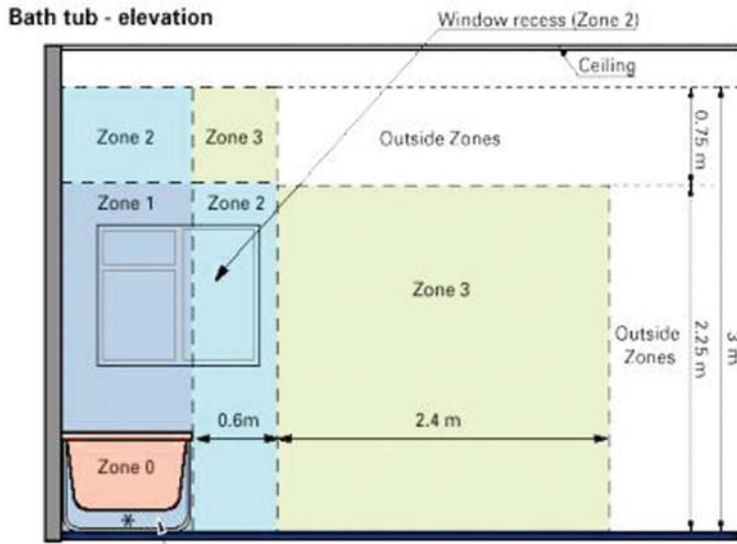 Bath tub - elevation
Window recess (Zone 2)
Ceiling
Zone 2
Zone 3
Outside Zones
0.75 m
Zone 1
Zone 2
Zone 3
Outside
Zones
2.25 m
3 m
0.6m
2.4 m
Zone 0
*